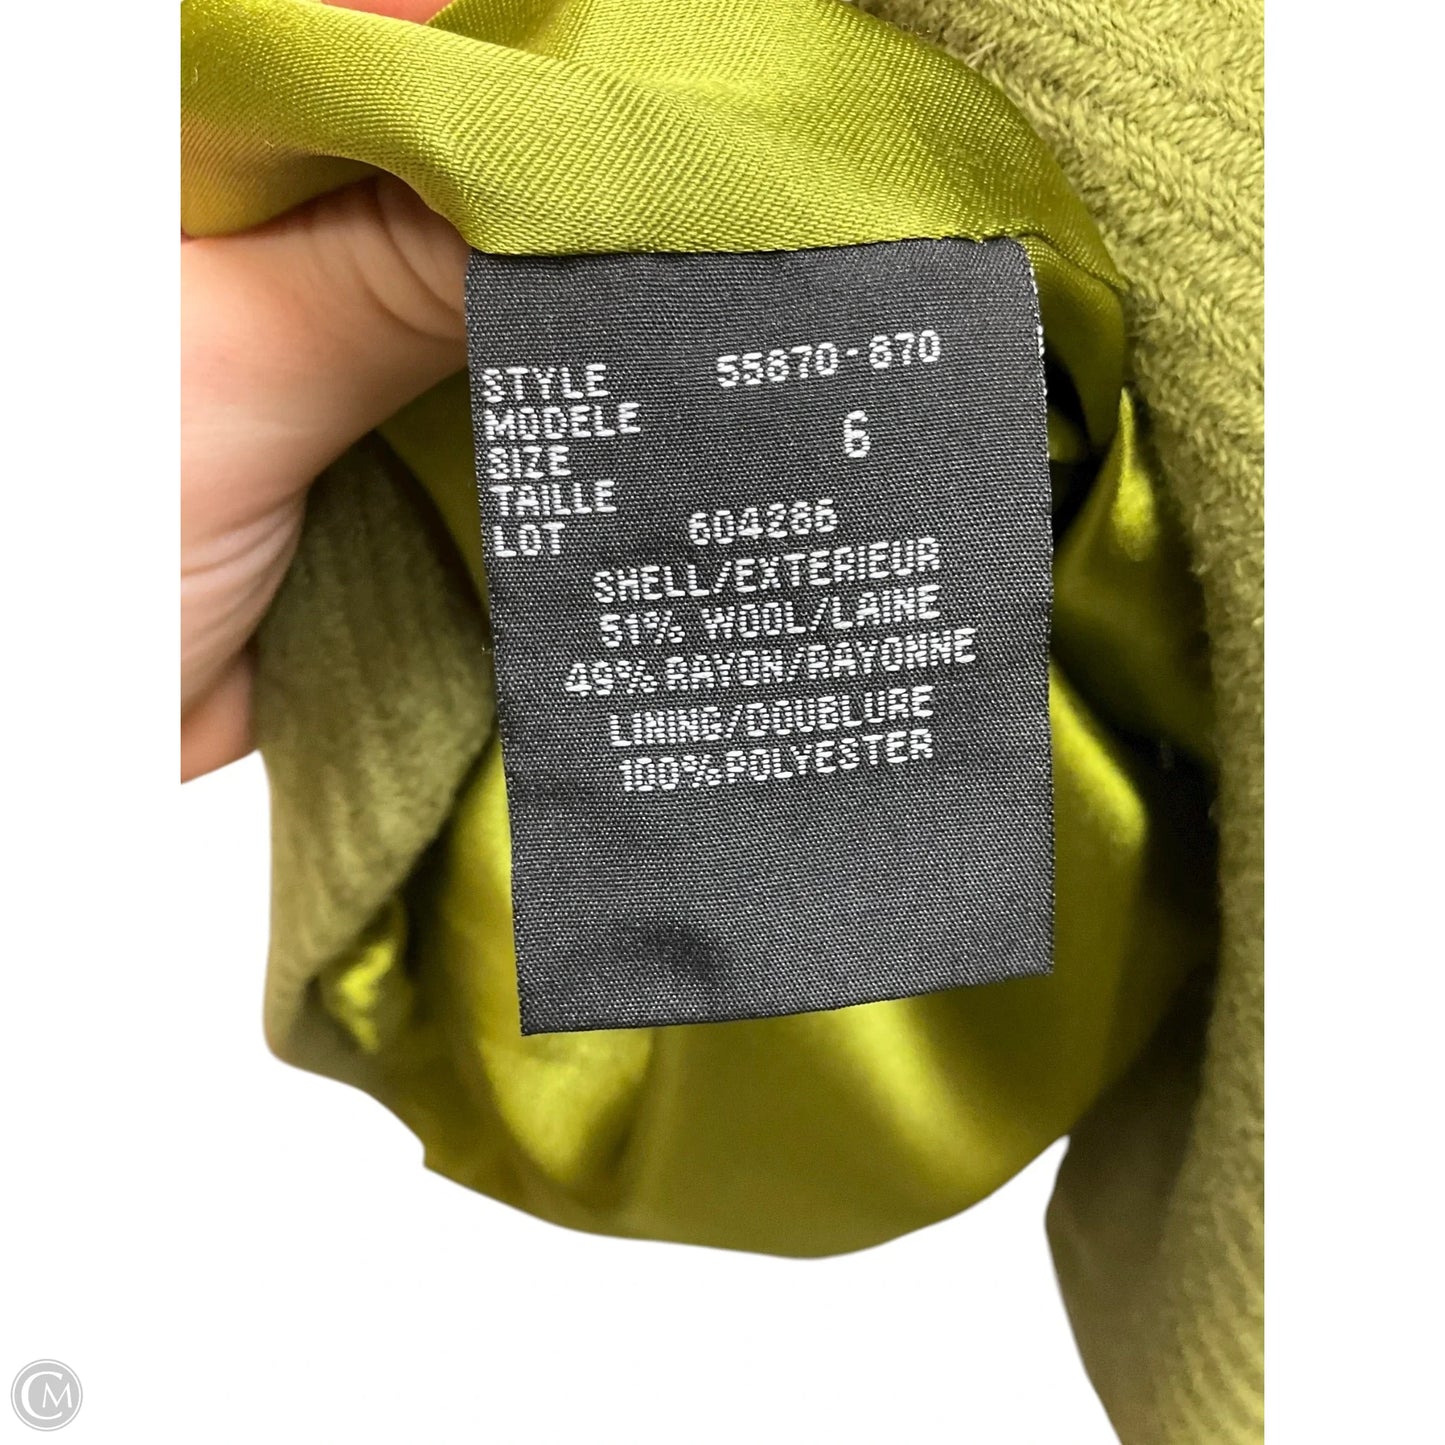 STYLE 55870-870
MODELE
SIZE 6
TAILLE
LOT 604286
SHELL/EXTERIEUR
51% WOOL/LAINE
49% RAYON/RAYONNE
LINING/DOUBLURE
100% POLYESTER
CM